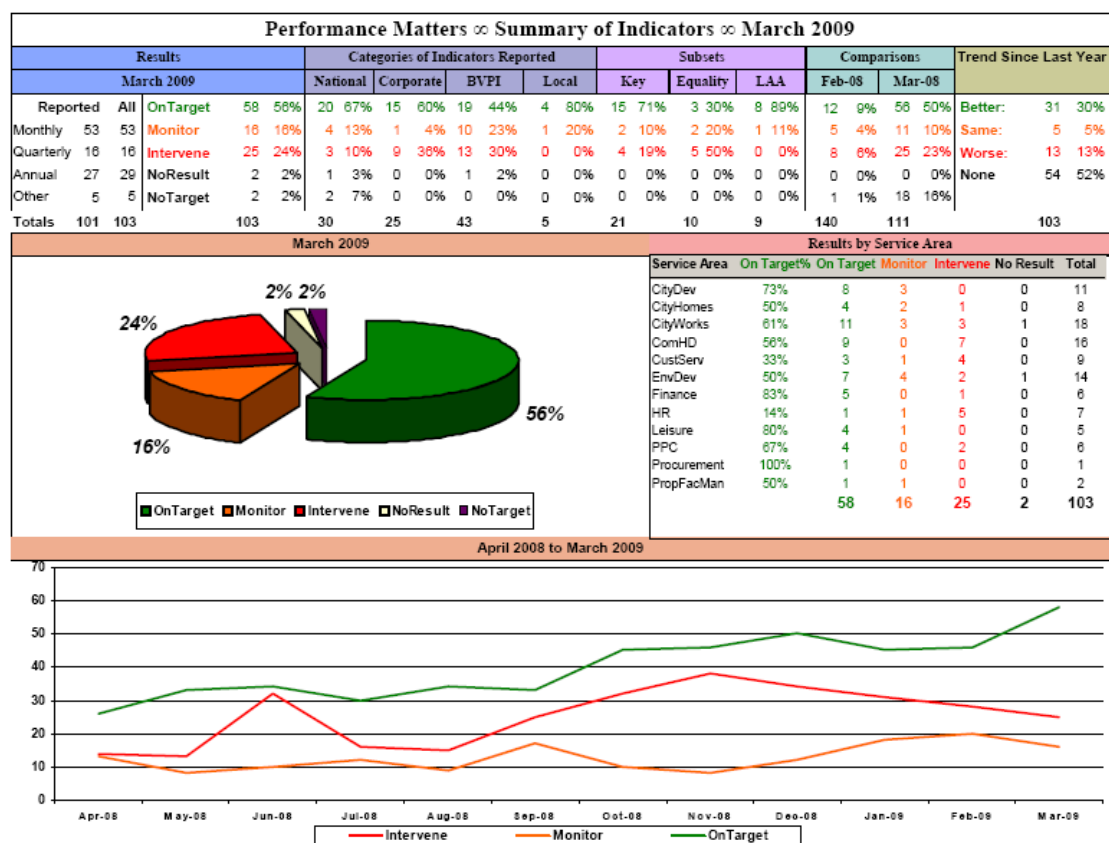 Performance Matters ∞ Summary of Indicators ∞ March 2009
Results Categories of Indicators Reported Subsets Comparisons Trend Since Last Year
March 2009 National Corporate BVPI Local Key Equality LAA Feb-08 Mar-08
Reported All OnTarget 58 56% 20 67% 15 60% 19 44% 4 80% 15 71% 3 30% 8 89% 12 9% 56 50% Better: 31 30%
Monthly 53 53 Monitor 16 16% 4 13% 1 4% 10 23% 1 20% 2 10% 2 20% 1 11% 5 4% 11 10% Same: 5 5%
Quarterly 16 16 Intervene 25 24% 3 10% 9 36% 13 30% 0 0% 4 19% 5 50% 0 0% 8 6% 25 23% Worse: 13 13%
Annual 27 29 NoResult 2 2% 1 3% 0 0% 1 2% 0 0% 0 0% 0 0% 0 0% 0 0% 0 0% None 54 52%
Other 5 5 NoTarget 2 2% 2 7% 0 0% 0 0% 0 0% 0 0% 0 0% 0 0% 1 1% 18 16%
Totals 101 103 103 30 25 43 5 21 10 9 140 111 103
March 2009
2% 2%
24%
56%
16%
OnTarget Monitor Intervene NoResult NoTarget
Results by Service Area
Service Area On Target% On Target Monitor Intervene No Result Total
CityDev 73% 8 3 0 0 11
CityHomes 50% 4 2 1 0 8
CityWorks 61% 11 3 3 1 18
ComHD 56% 9 0 7 0 16
CustServ 33% 3 1 4 0 9
EnvDev 50% 7 4 2 1 14
Finance 83% 5 0 1 0 6
HR 14% 1 1 5 0 7
Leisure 80% 4 1 0 0 5
PPC 67% 4 0 2 0 6
Procurement 100% 1 0 0 0 1
PropFacMan 50% 1 1 0 0 2
58 16 25 2 103
April 2008 to March 2009
70
60
50
40
30
20
10
0
Apr-08 May-08 Jun-08 Jul-08 Aug-08 Sep-08 Oct-08 Nov-08 Dec-08 Jan-09 Feb-09 Mar-09
Intervene Monitor OnTarget